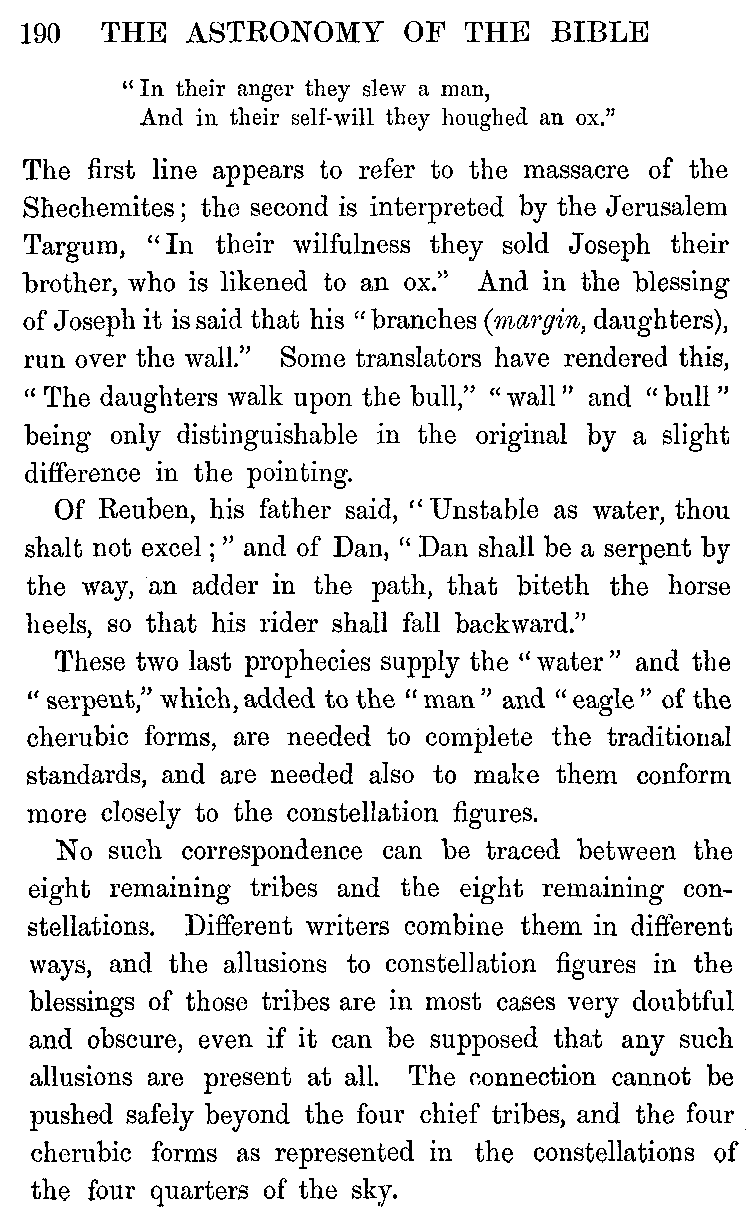 190 THE ASTRONOMY OF THE BIBLE
“In their anger they slew a man,
And in their self-will they houghed an ox.”
The first line appears to refer to the massacre of the
Shechemites; the second is interpreted by the Jerusalem
Targum, “In their wilfulness they sold Joseph their
brother, who is likened to an ox.” And in the blessing
of Joseph it is said that his “branches (margin, daughters),
run over the wall.” Some translators have rendered this,
“The daughters walk upon the bull,” “wall” and “bull”
being only distinguishable in the original by a slight
difference in the pointing.
Of Reuben, his father said, “Unstable as water, thou
shalt not excel;” and of Dan, “Dan shall be a serpent by
the way, an adder in the path, that biteth the horse
heels, so that his rider shall fall backward.”
These two last prophecies supply the “water” and the
“serpent,” which, added to the “man” and “eagle” of the
cherubic forms, are needed to complete the traditional
standards, and are needed also to make them conform
more closely to the constellation figures.
No such correspondence can be traced between the
eight remaining tribes and the eight remaining con-
stellations. Different writers combine them in different
ways, and the allusions to constellation figures in the
blessings of those tribes are in most cases very doubtful
and obscure, even if it can be supposed that any such
allusions are present at all. The connection cannot be
pushed safely beyond the four chief tribes, and the four
cherubic forms as represented in the constellations of
the four quarters of the sky.